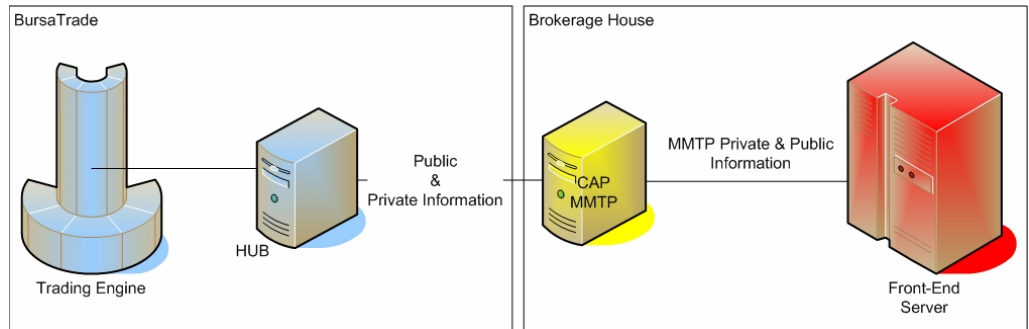 BursaTrade
Brokerage House
Public
&
Private Information
MMTP Private & Public
Information
CAP
MMTP
HUB
Trading Engine
Front-End
Server